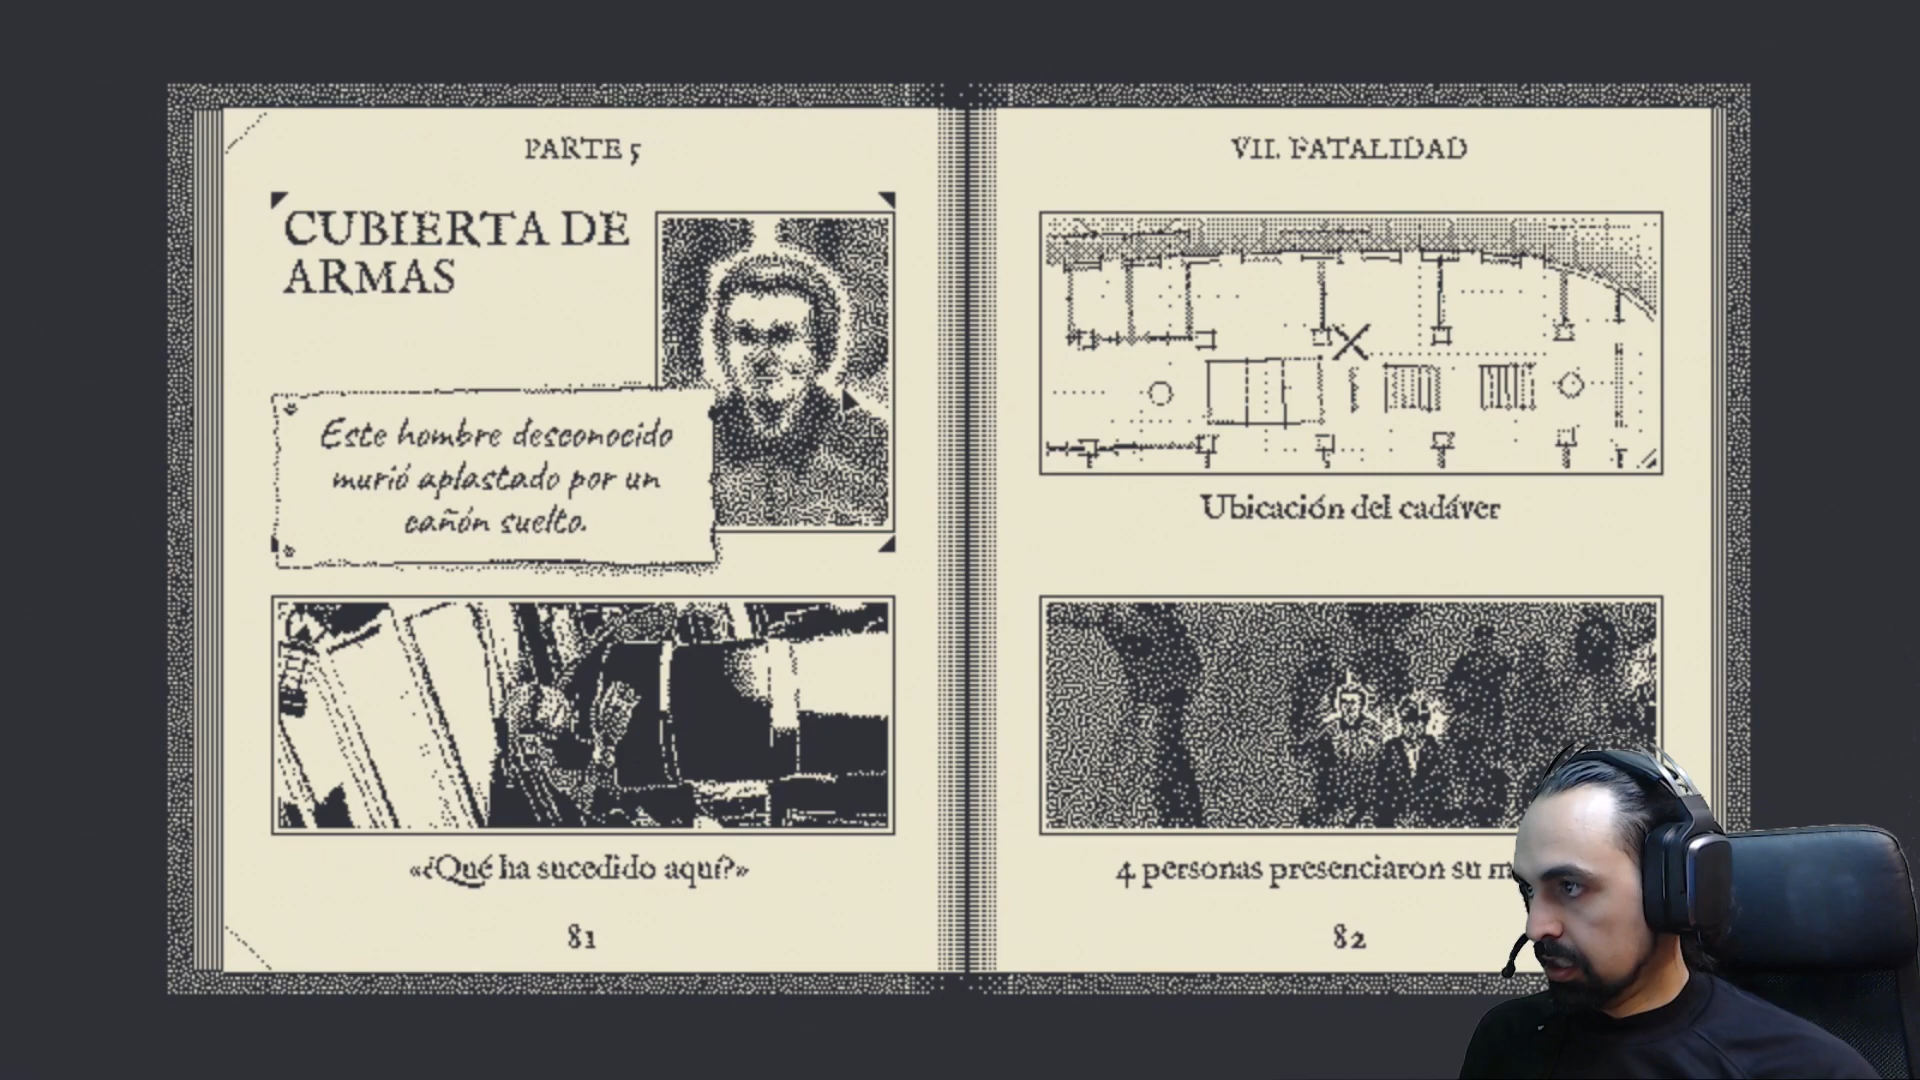 PARTE 5
CUBIERTA DE
ARMAS
Este hombre desconocido
murió aplastado por un
cañón suelto.
«¿Qué ha sucedido aquí?»
81
VII. FATALIDAD
Ubicación del cadáver
4 personas presenciaron su
82